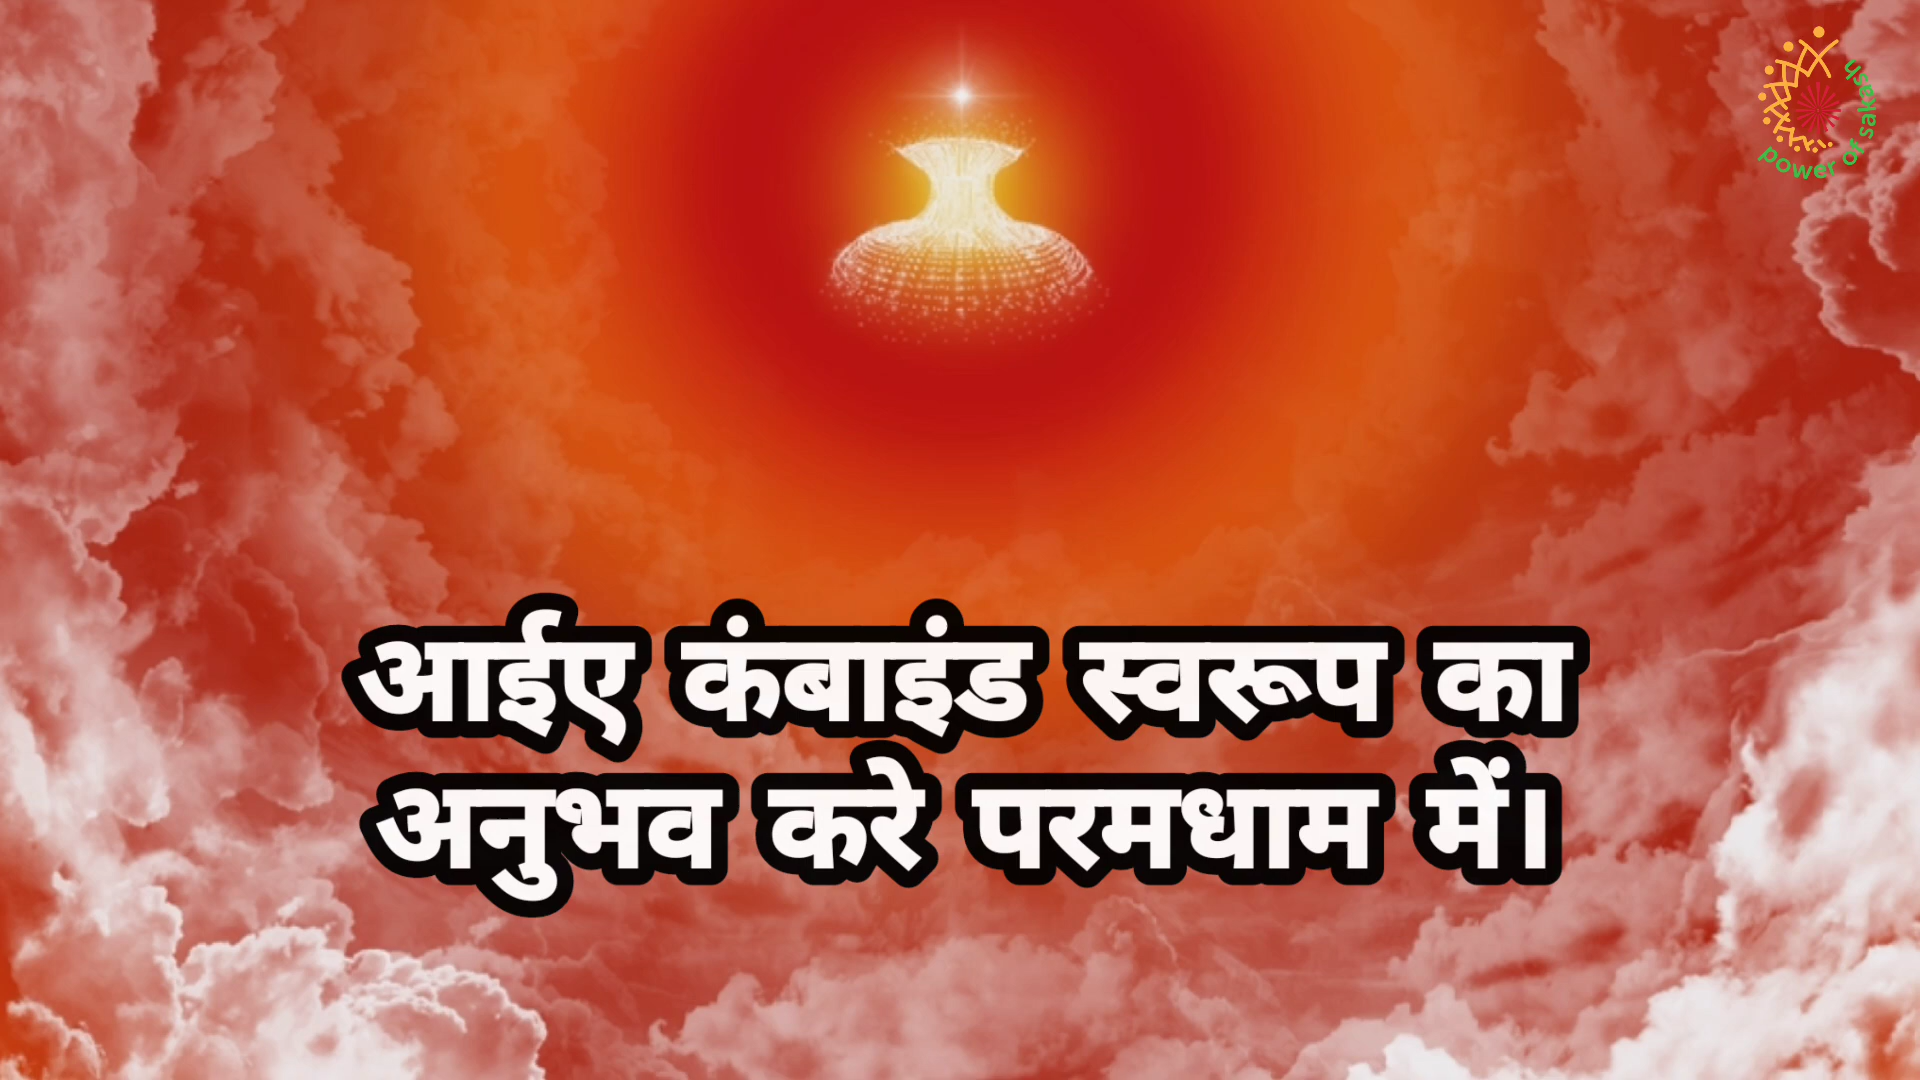 power of sakash
आईए कंबाइंड स्वरूप का
अनुभव करे परमधाम में।